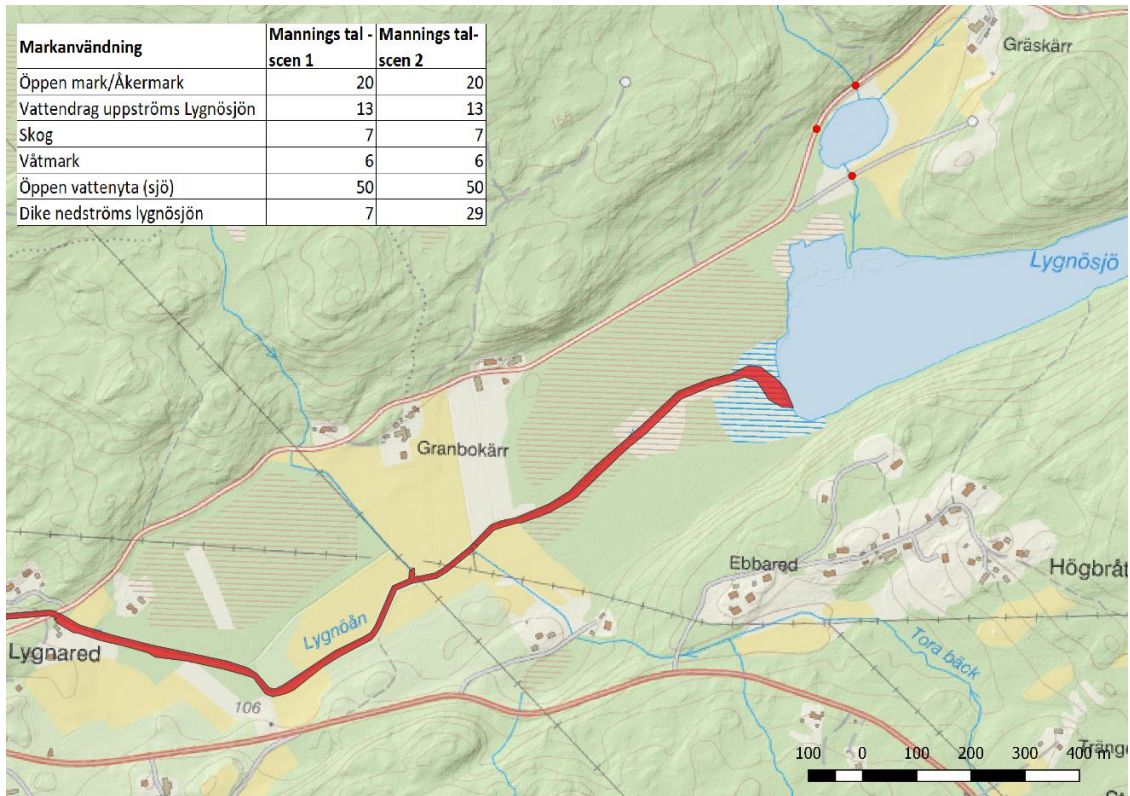 Markanvändning Mannings tal - scen 1 Mannings tal- scen 2
Öppen mark/Åkermark 20 20
Vattendrag uppströms Lygnösjön 13 13
Skog 7 7
Våtmark 6 6
Öppen vattenyta (sjö) 50 50
Dike nedströms lygnösjön 7 29
Gräskärr
Lygnösjö
Granbokärr
Ebbared
Högbråt
Lygnöån
Tora bäck
Lygnared
106
Tränge
100 0 100 200 300 400 m